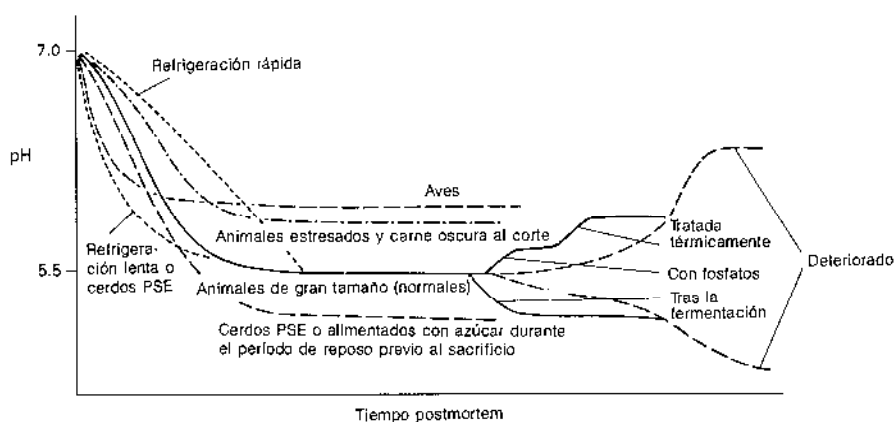 7.0
Refrigeración rápida
pH
Aves
Animales estresados y carne oscura al corte
Refrigera-
ción lenta o
cerdos PSE
5.5
Animales de gran tamaño (normales)
Tratada
térmicamente
Con fosfatos
Tras la
fermentación
Deteriorado
Cerdos PSE o alimentados con azúcar durante
el período de reposo previo al sacrificio
Tiempo postmortem